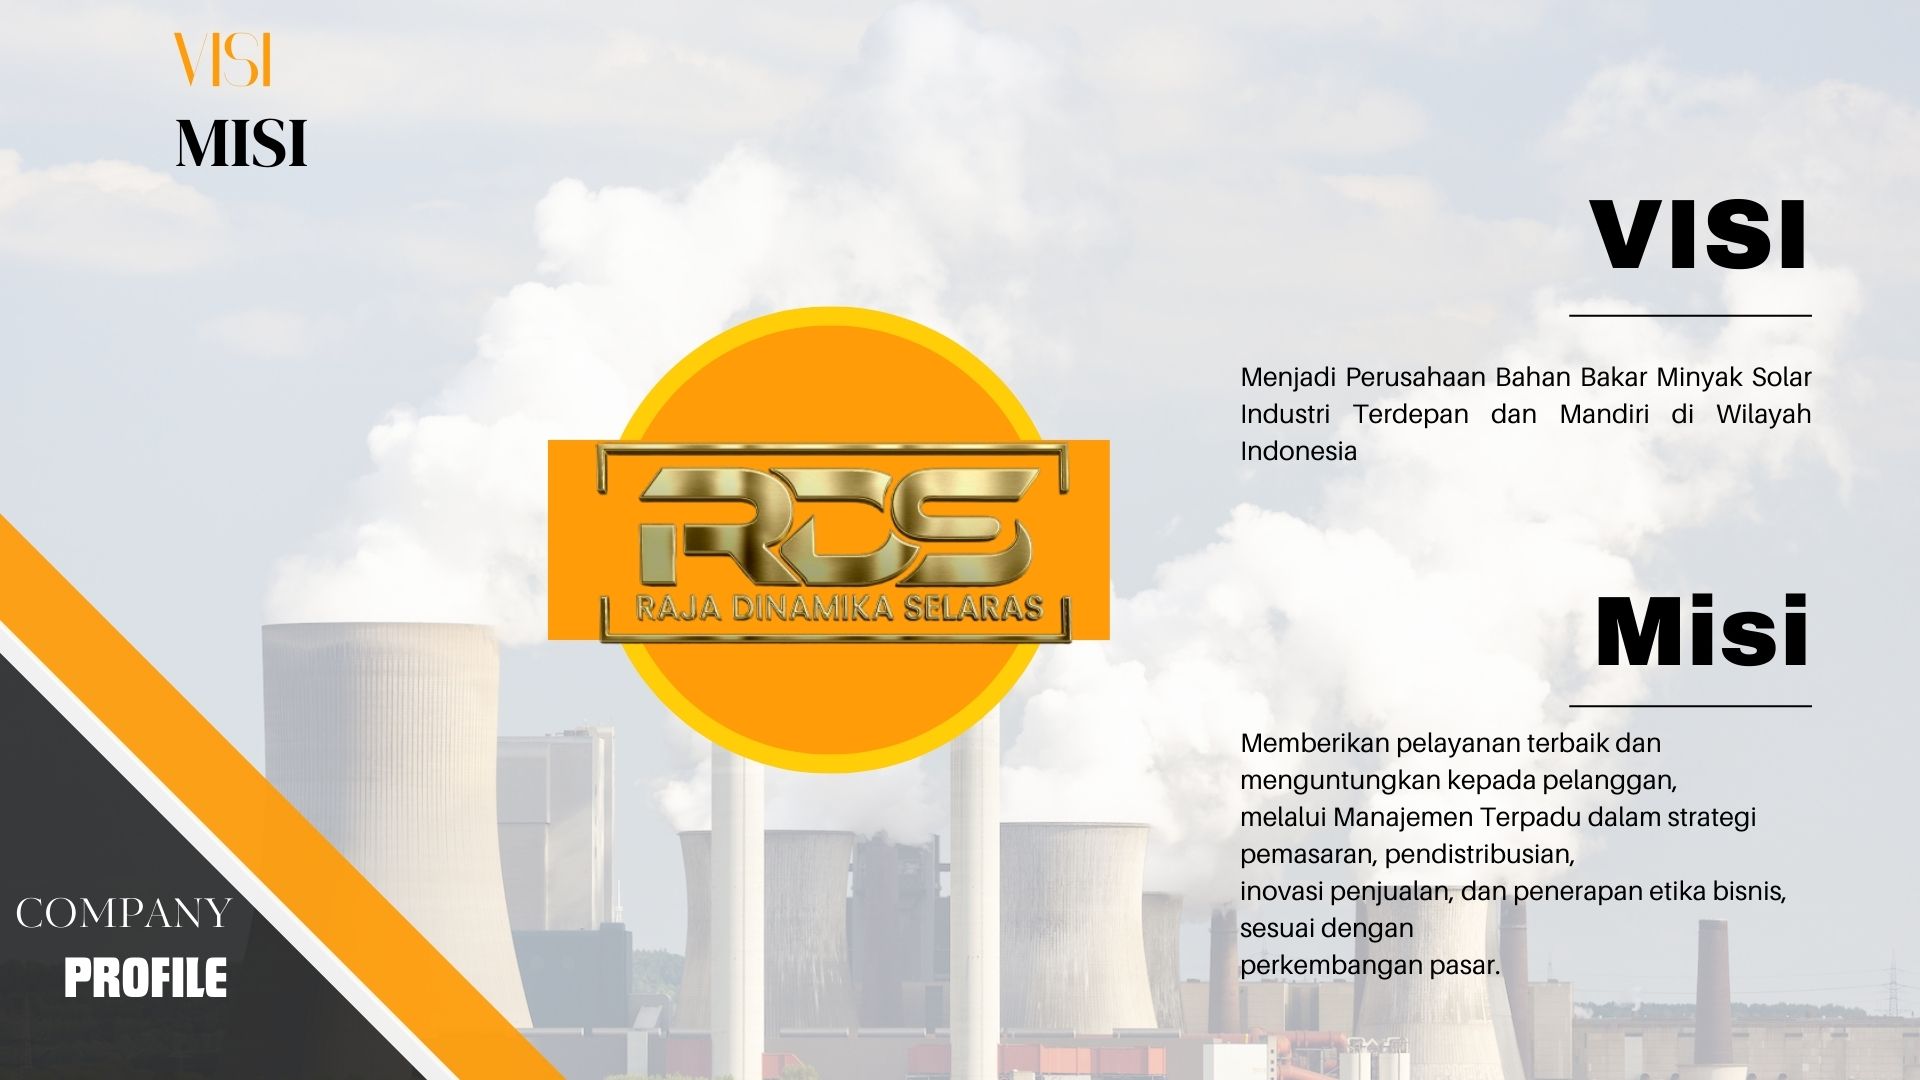 VISI
MISI
VISI
Menjadi Perusahaan Bahan Bakar Minyak Solar
Industri Terdepan dan Mandiri di Wilayah
Indonesia
RDS
RAJA DINAMIKA SELARAS
Misi
Memberikan pelayanan terbaik dan
menguntungkan kepada pelanggan,
melalui Manajemen Terpadu dalam strategi
pemasaran, pendistribusian,
inovasi penjualan, dan penerapan etika bisnis,
sesuai dengan
perkembangan pasar.
COMPANY
PROFILE